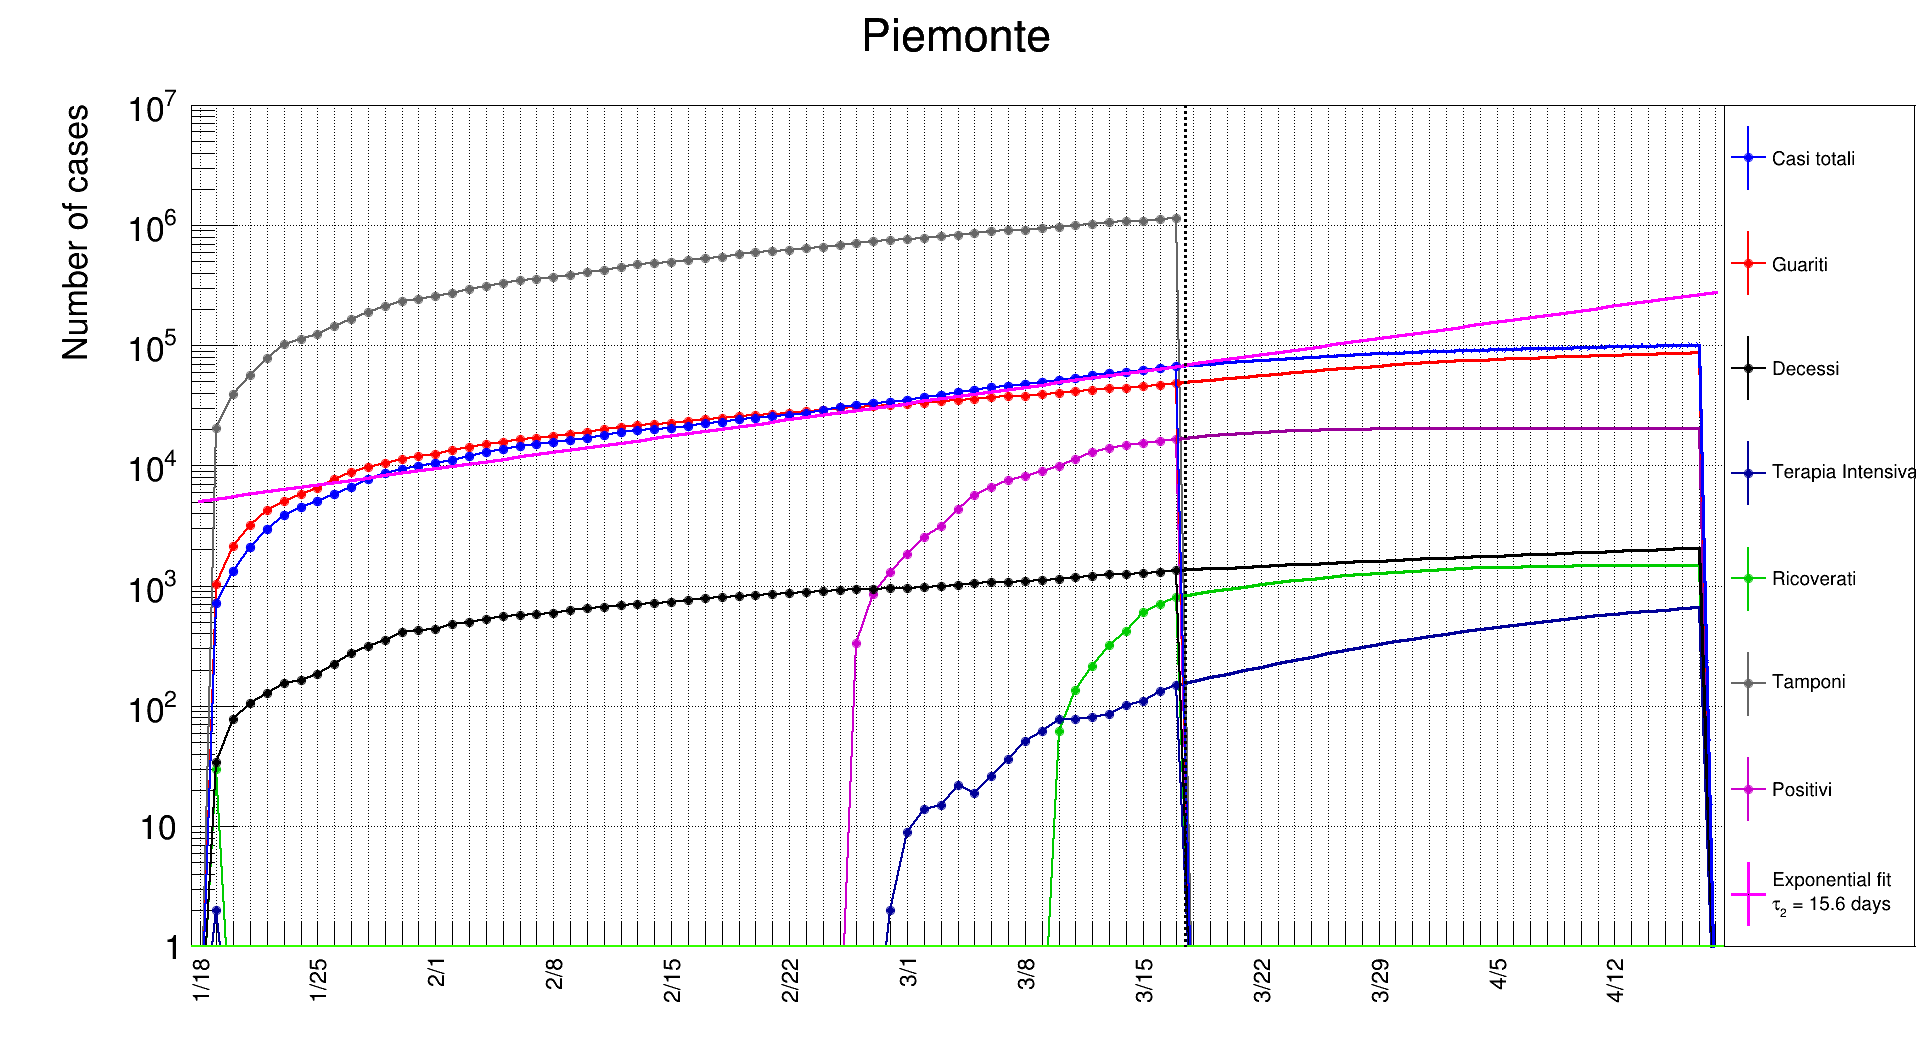 Piemonte
Number of cases
10^7
10^6
10^5
10^4
10^3
10^2
10
1
1/18
1/25
2/1
2/8
2/15
2/22
3/1
3/8
3/15
3/22
3/29
4/5
4/12
Casi totali
Guariti
Decessi
Terapia Intensiva
Ricoverati
Tamponi
Positivi
Exponential fit
τ₂ = 15.6 days